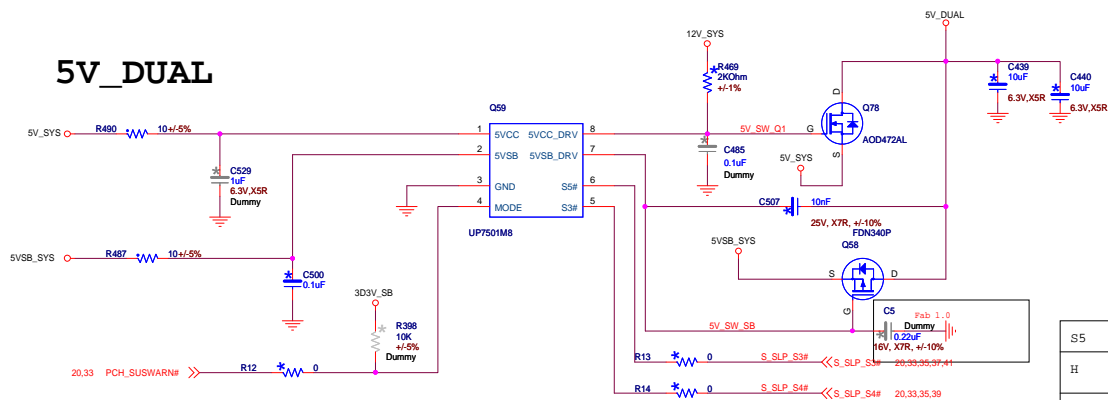 5V_DUAL
5V_DUAL
12V_SYS
R469
2KOhm
+/-1%
C439
10uF
6.3V,X5R
C440
10uF
6.3V,X5R
Q59
5V_SYS
R490
10+/-5%
1
5VCC
5VCC_DRV
8
5V_SW_Q1
G
D
S
Q78
AOD472AL
2
5VSB
5VSB_DRV
7
C485
0.1uF
Dummy
5V_SYS
C529
1uF
6.3V,X5R
Dummy
3
GND
S5#
6
4
MODE
S3#
5
UP7501M8
C507
10nF
25V, X7R, +/-10%
FDN340P
Q58
5VSB_SYS
S
D
G
5VSB_SYS
R487
10+/-5%
C500
0.1uF
3D3V_SB
R398
10K
+/-5%
Dummy
5V_SW_SB
C5
Fab 1.0
Dummy
0.22uF
16V, X7R, +/-10%
S5
H
20,33 PCH_SUSWARN#
R12
0
R13
0
S_SLP_S3#
S_SLP_S3# 20,33,35,37,41
R14
0
S_SLP_S4#
S_SLP_S4# 20,33,35,39